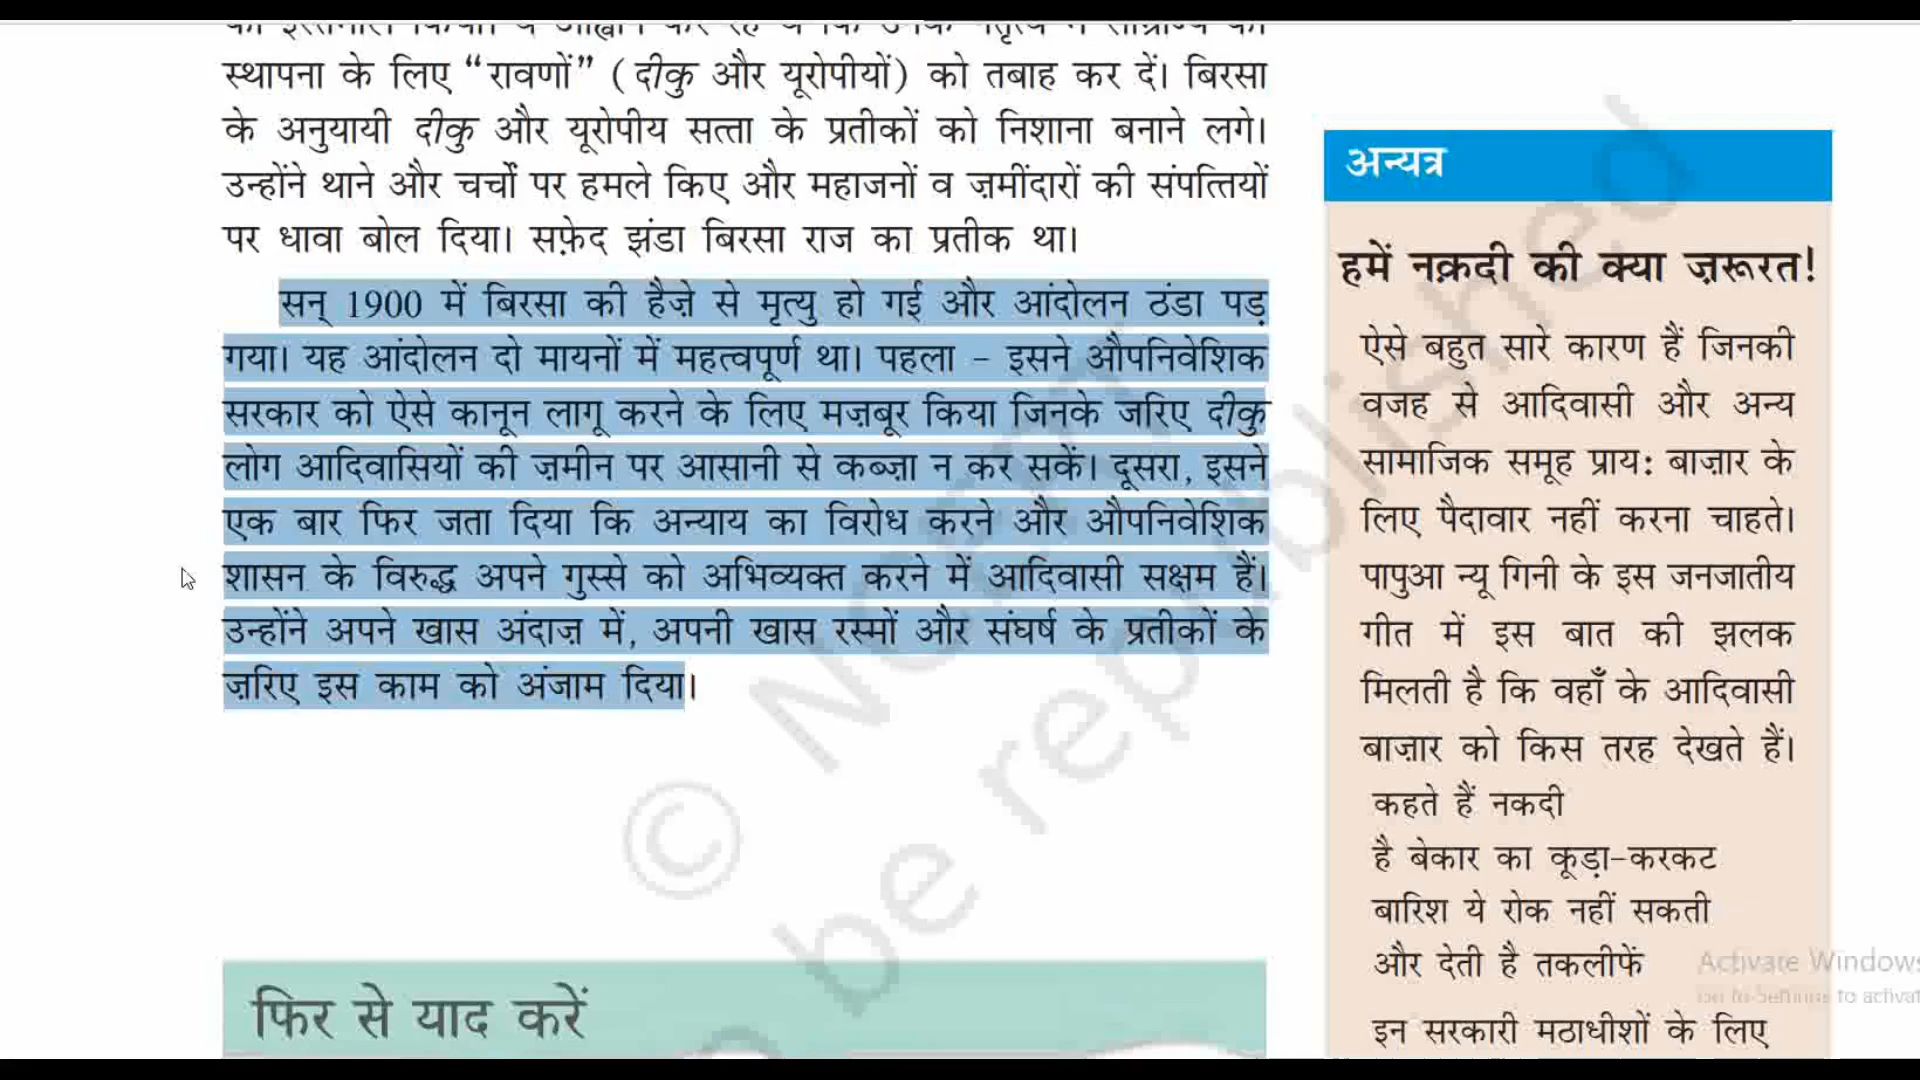 स्थापना के लिए “रावणों” (दीकु और यूरोपीयों) को तबाह कर दें। बिरसा
के अनुयायी दीकु और यूरोपीय सत्ता के प्रतीकों को निशाना बनाने लगे।
उन्होंने थाने और चर्चों पर हमले किए और महाजनों व ज़मींदारों की संपत्तियों
पर धावा बोल दिया। सफ़ेद झंडा बिरसा राज का प्रतीक था।
सन् 1900 में बिरसा की हैज़े से मृत्यु हो गई और आंदोलन ठंडा पड़
गया। यह आंदोलन दो मायनों में महत्वपूर्ण था। पहला – इसने औपनिवेशिक
सरकार को ऐसे कानून लागू करने के लिए मज़बूर किया जिनके जरिए दीकु
लोग आदिवासियों की ज़मीन पर आसानी से कब्ज़ा न कर सकें। दूसरा, इसने
एक बार फिर जता दिया कि अन्याय का विरोध करने और औपनिवेशिक
शासन के विरुद्ध अपने गुस्से को अभिव्यक्त करने में आदिवासी सक्षम हैं।
उन्होंने अपने खास अंदाज़ में, अपनी खास रस्मों और संघर्ष के प्रतीकों के
ज़रिए इस काम को अंजाम दिया।
फिर से याद करें
अन्यत्र
हमें नक़दी की क्या ज़रूरत!
ऐसे बहुत सारे कारण हैं जिनकी
वजह से आदिवासी और अन्य
सामाजिक समूह प्राय: बाज़ार के
लिए पैदावार नहीं करना चाहते।
पापुआ न्यू गिनी के इस जनजातीय
गीत में इस बात की झलक
मिलती है कि वहाँ के आदिवासी
बाज़ार को किस तरह देखते हैं।
कहते हैं नकदी
है बेकार का कूड़ा-करकट
बारिश ये रोक नहीं सकती
और देती है तकलीफें
इन सरकारी मठाधीशों के लिए
Activate Windows
Go to Settings to activat